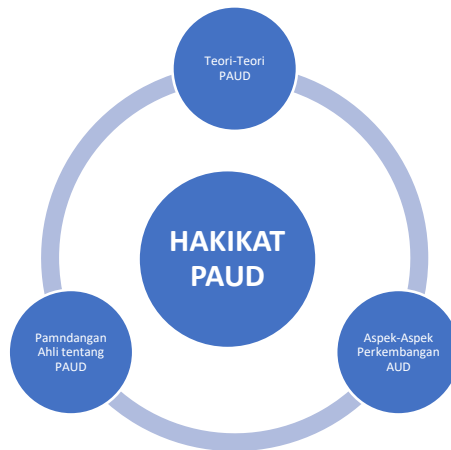 Teori-Teori
PAUD
HAKIKAT
PAUD
Pamndangan
Ahli tentang
PAUD
Aspek-Aspek
Perkembangan
AUD